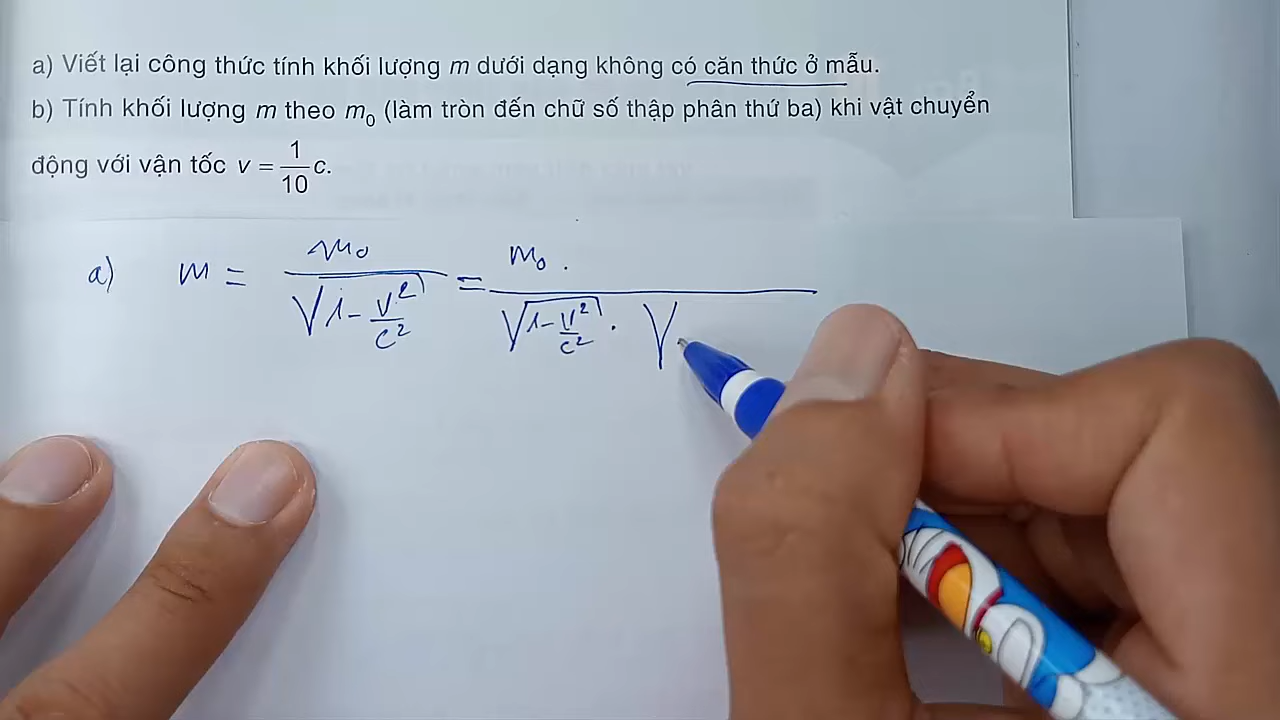 a) Viết lại công thức tính khối lượng m dưới dạng không có căn thức ở mẫu.
b) Tính khối lượng m theo m₀ (làm tròn đến chữ số thập phân thứ ba) khi vật chuyển
động với vận tốc v = 1/10 c.
a) m = m₀/√(1 - v²/c²) = m₀ . / √(1 - v²/c²) . √